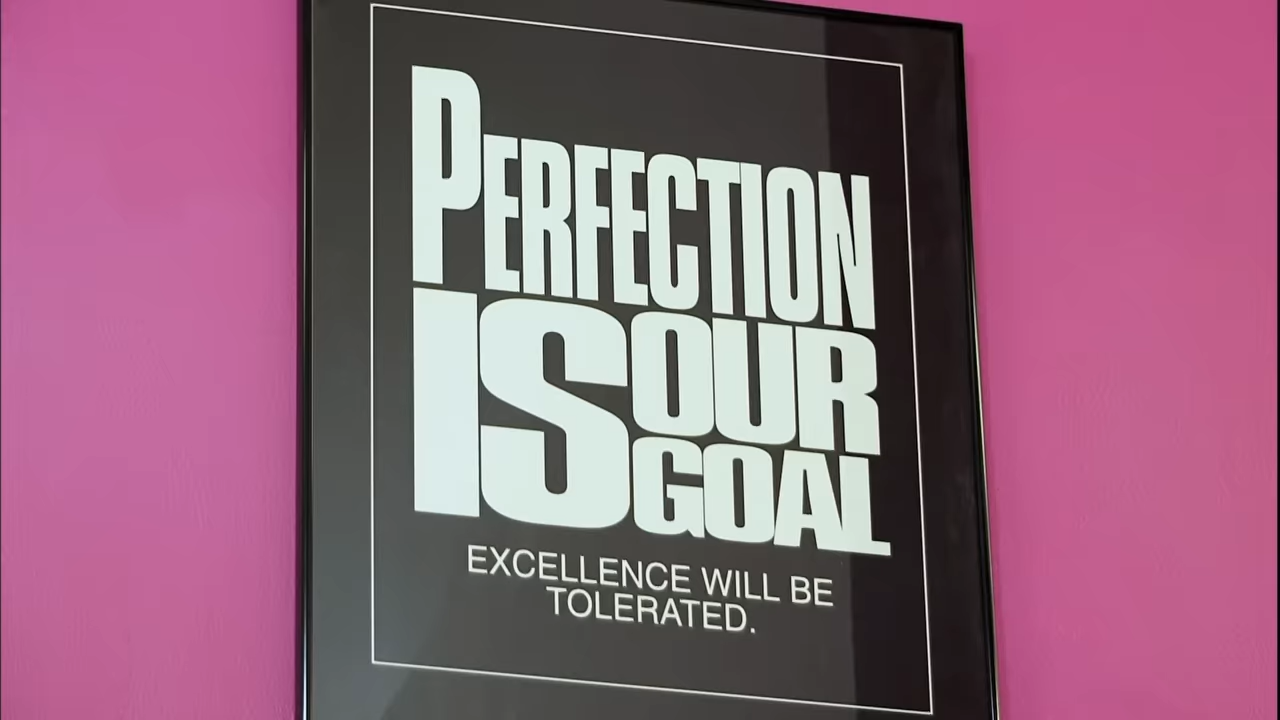 PERFECTION
IS OUR
GOAL
EXCELLENCE WILL BE
TOLERATED.